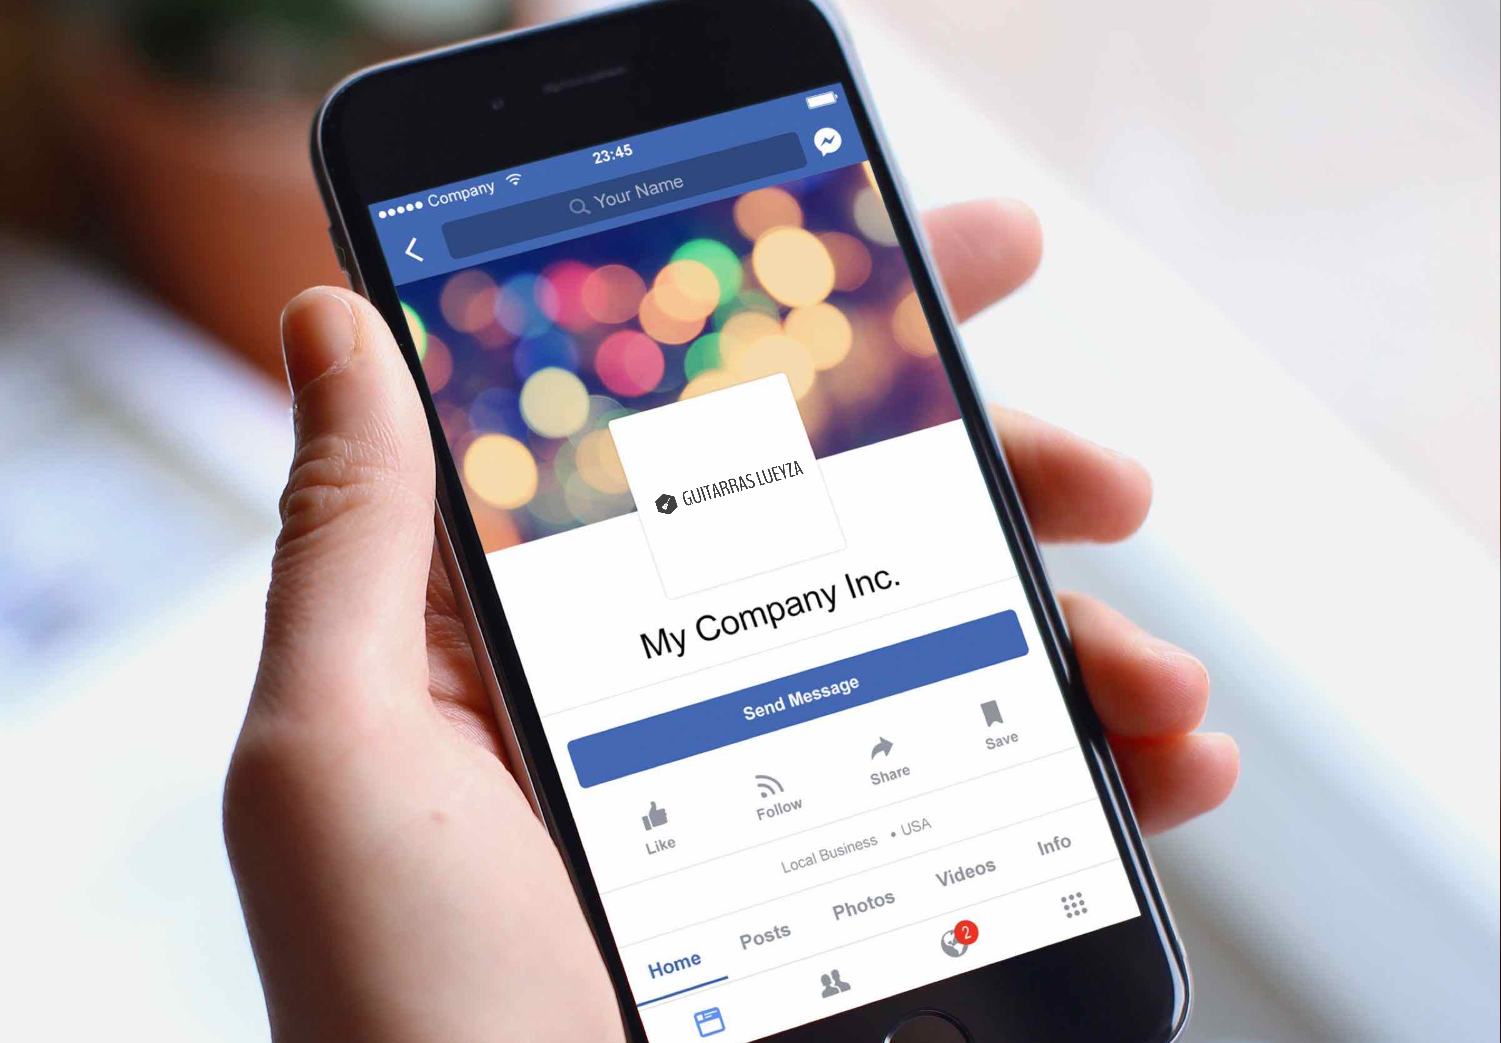 Company
23:45
Your Name
GUITARRAS LUEYZA
My Company Inc.
Send Message
Like Follow Share Save
Local Business • USA
Home Posts Photos Videos Info
2